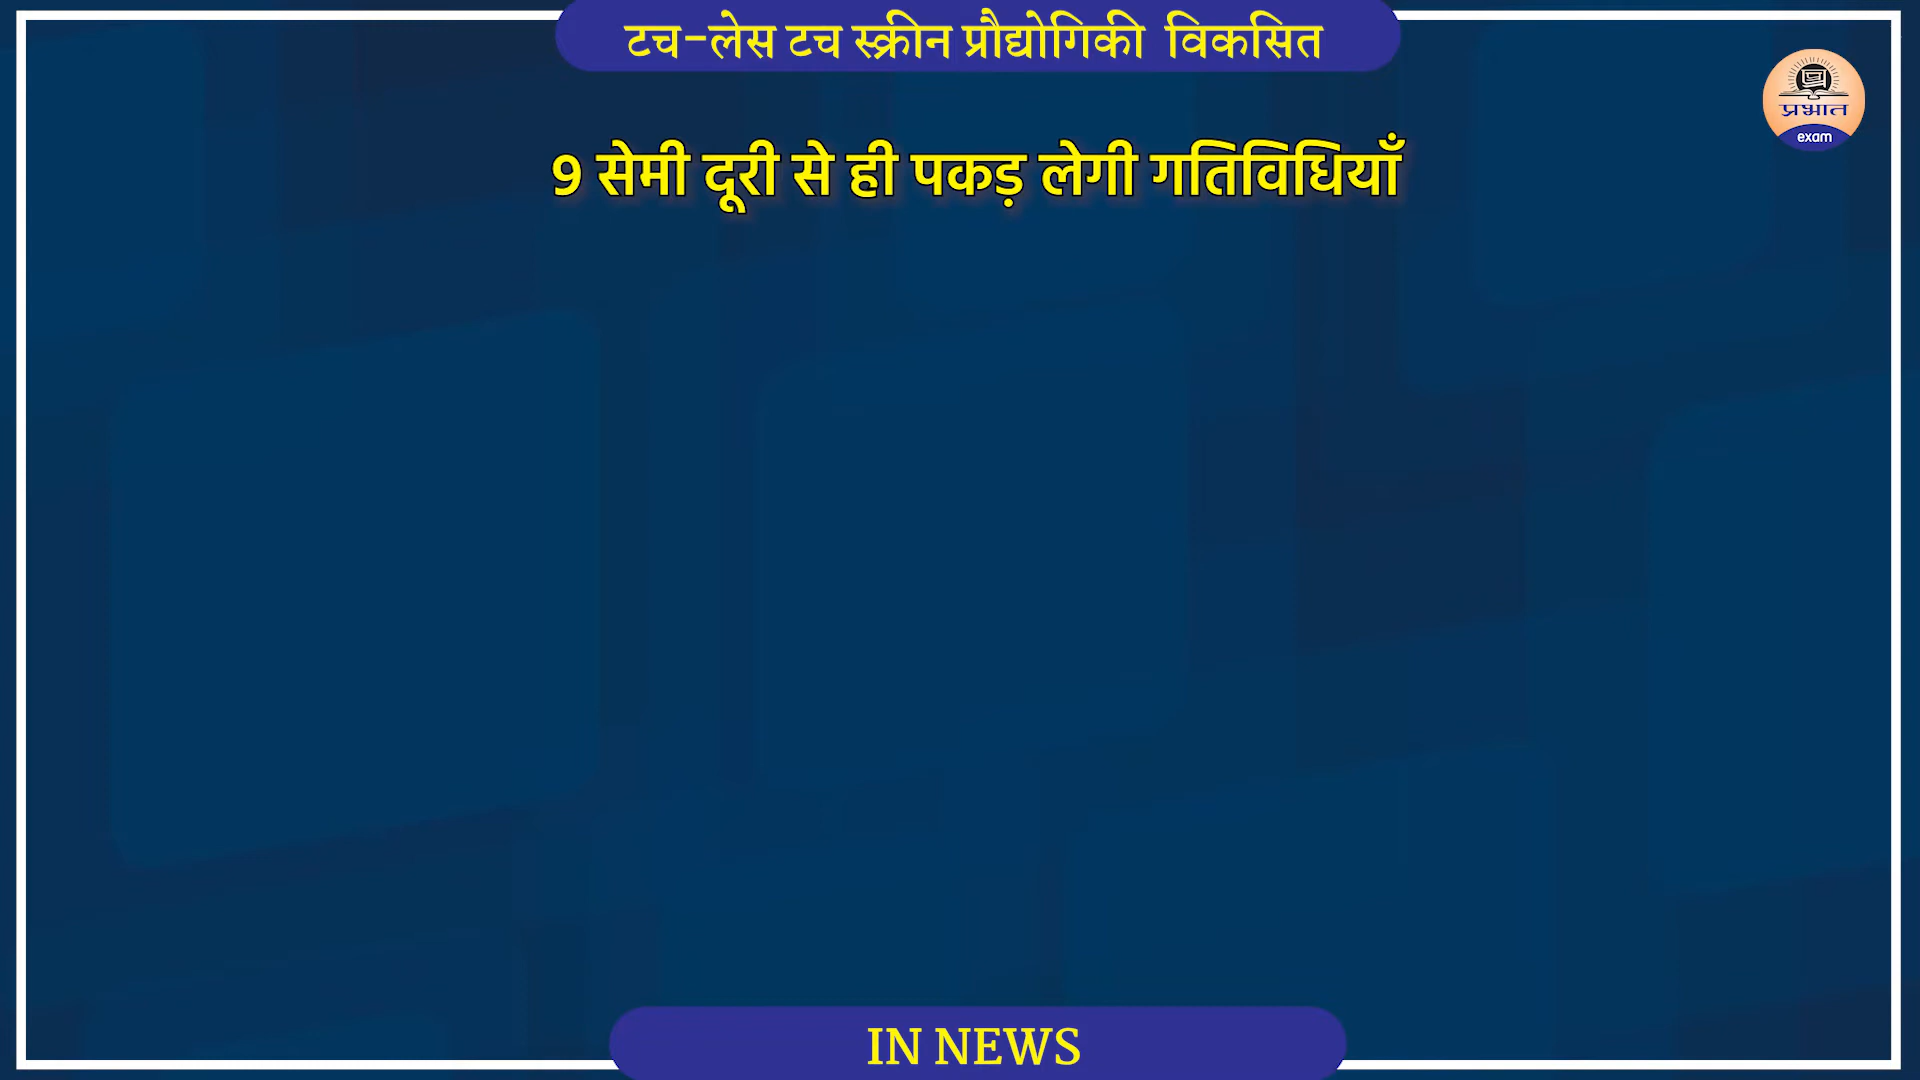 टच-लेस टच स्क्रीन प्रौद्योगिकी विकसित
प्रभात
exam
9 सेमी दूरी से ही पकड़ लेगी गतिविधियाँ
IN NEWS